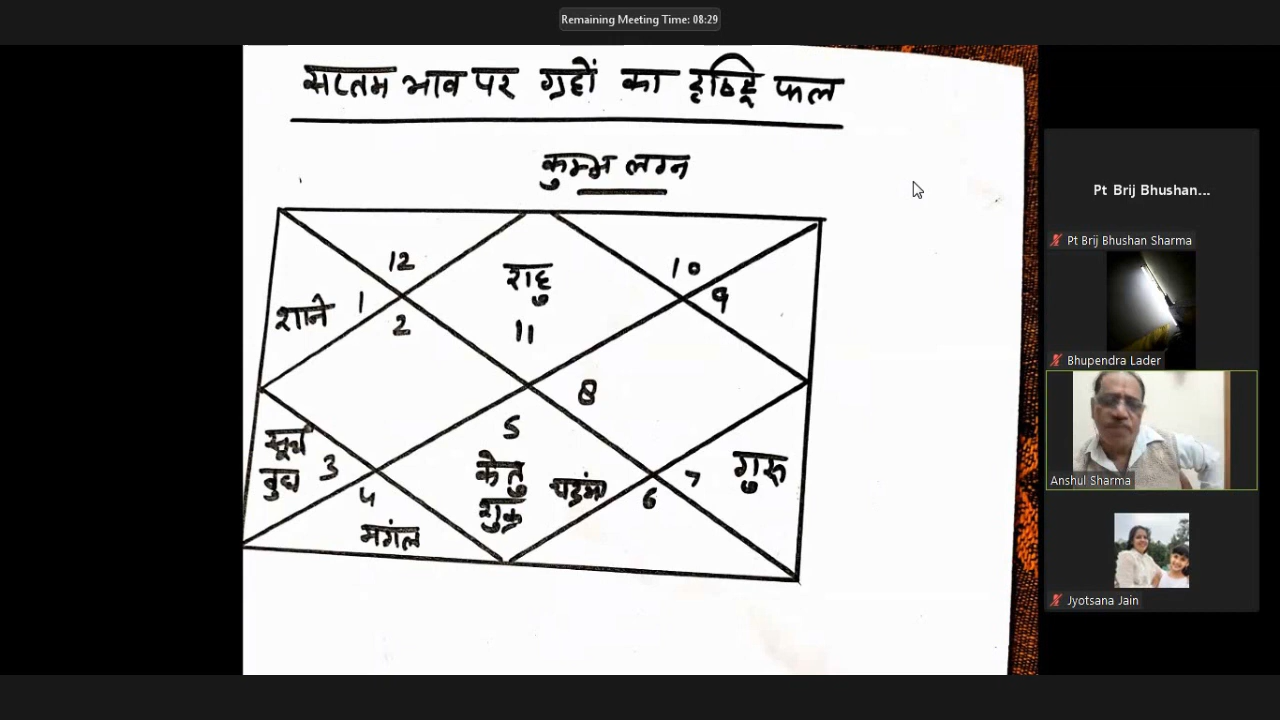 Remaining Meeting Time: 08:29
सप्तम भाव पर ग्रहों का दृष्टि फल
कुम्भ लग्न
12
राहु
10
9
शनि
1
2
11
8
सूर्य
बुध
3
4
मंगल
5
केतु
शुक्र
चंद्रमा
6
7
गुरु
Pt Brij Bhushan...
Pt Brij Bhushan Sharma
Bhupendra Lader
Anshul Sharma
Jyotsana Jain